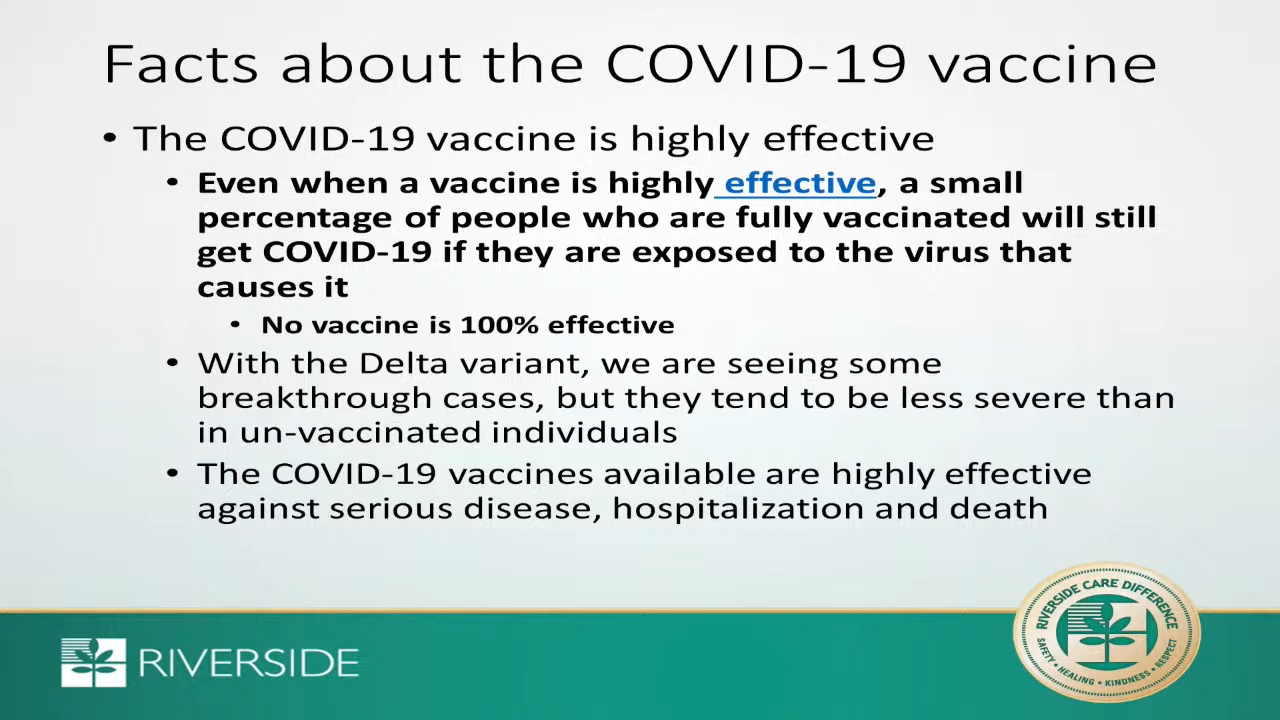 Facts about the COVID-19 vaccine
• The COVID-19 vaccine is highly effective
• Even when a vaccine is highly effective, a small
percentage of people who are fully vaccinated will still
get COVID-19 if they are exposed to the virus that
causes it
• No vaccine is 100% effective
• With the Delta variant, we are seeing some
breakthrough cases, but they tend to be less severe than
in un-vaccinated individuals
• The COVID-19 vaccines available are highly effective
against serious disease, hospitalization and death
RIVERSIDE
RIVERSIDE CARE DIFFERENCE
SAFETY • HEALING • KINDNESS • RESPECT